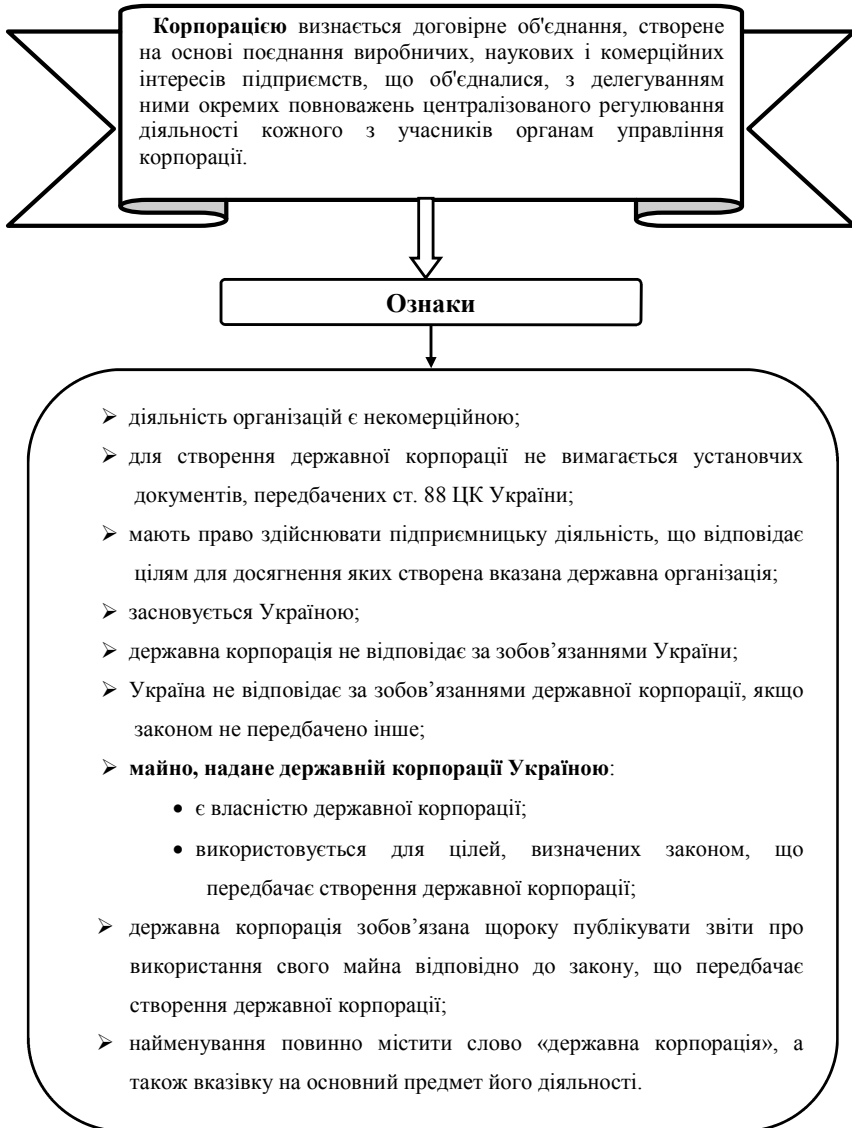 Корпорацією визнається договірне об'єднання, створене
на основі поєднання виробничих, наукових і комерційних
інтересів підприємств, що об'єдналися, з делегуванням
ними окремих повноважень централізованого регулювання
діяльності кожного з учасників органам управління
корпорації.
Ознаки
➢ діяльність організацій є некомерційною;
➢ для створення державної корпорації не вимагається установчих
документів, передбачених ст. 88 ЦК України;
➢ мають право здійснювати підприємницьку діяльність, що відповідає
цілям для досягнення яких створена вказана державна організація;
➢ засновується Україною;
➢ державна корпорація не відповідає за зобов’язаннями України;
➢ Україна не відповідає за зобов’язаннями державної корпорації, якщо
законом не передбачено інше;
➢ майно, надане державній корпорації Україною:
• є власністю державної корпорації;
• використовується для цілей, визначених законом, що
передбачає створення державної корпорації;
➢ державна корпорація зобов’язана щороку публікувати звіти про
використання свого майна відповідно до закону, що передбачає
створення державної корпорації;
➢ найменування повинно містити слово «державна корпорація», а
також вказівку на основний предмет його діяльності.